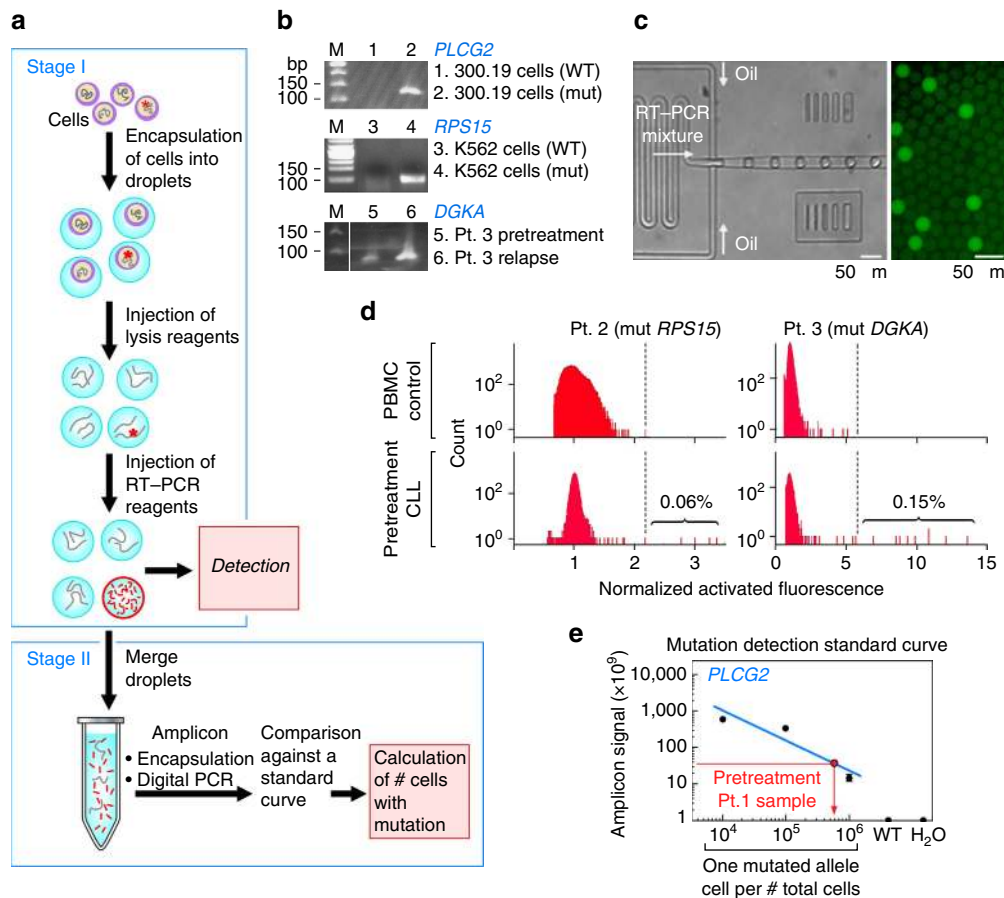 a
Stage I
Cells
Encapsulation
of cells into
droplets
Injection of
lysis reagents
Injection of
RT–PCR
reagents
Detection
Stage II
Merge
droplets
Amplicon
• Encapsulation
• Digital PCR
Comparison
against a
standard
curve
Calculation
of # cells
with
mutation
b
M 1 2 PLCG2
bp
150
100
1. 300.19 cells (WT)
2. 300.19 cells (mut)
M 3 4 RPS15
150
100
3. K562 cells (WT)
4. K562 cells (mut)
M 5 6 DGKA
150
100
5. Pt. 3 pretreatment
6. Pt. 3 relapse
c
Oil
RT–PCR
mixture
Oil
50 m
50 m
d
Pt. 2 (mut RPS15)
Pt. 3 (mut DGKA)
PBMC
control
Pretreatment
CLL
Count
10²
10⁰
10²
10⁰
10²
10⁰
10²
10⁰
0.06%
0.15%
1 2 3
0 5 10 15
Normalized activated fluorescence
e
Mutation detection standard curve
Amplicon signal (×10⁹)
10,000
1,000
100
10
1
PLCG2
Pretreatment
Pt.1 sample
10⁴ 10⁵ 10⁶ WT H₂O
One mutated allele
cell per # total cells